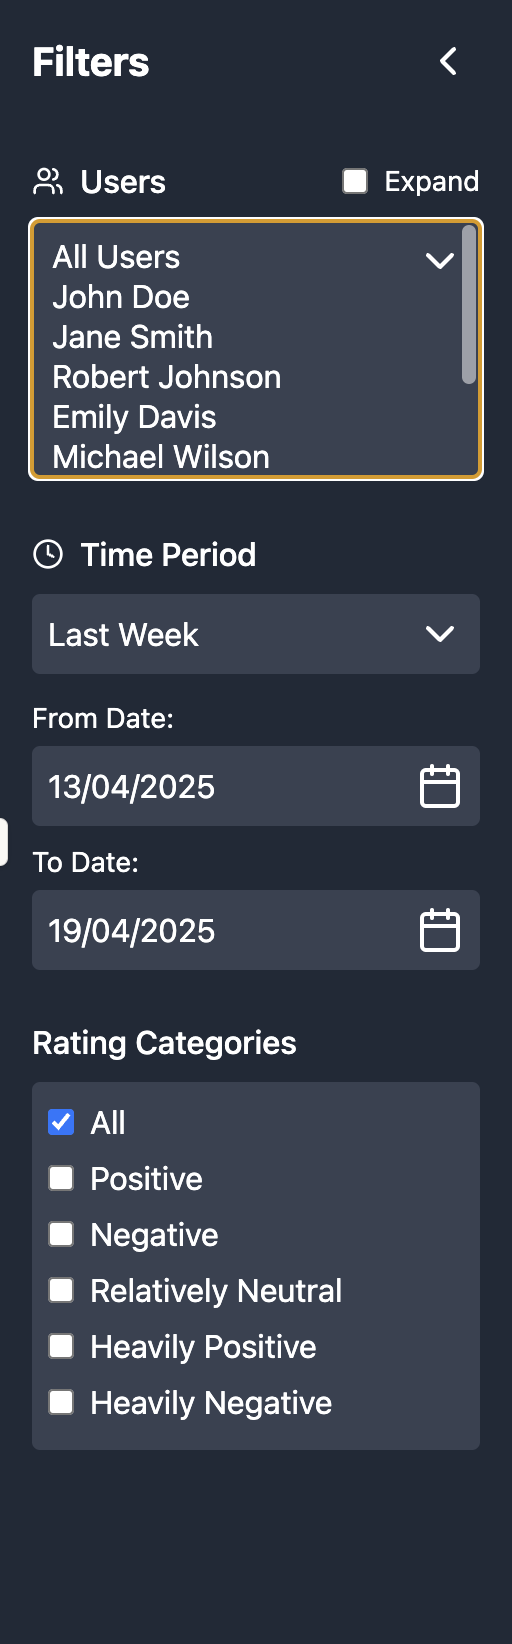 Filters
Users
Expand
All Users
John Doe
Jane Smith
Robert Johnson
Emily Davis
Michael Wilson
Time Period
Last Week
From Date:
13/04/2025
To Date:
19/04/2025
Rating Categories
All
Positive
Negative
Relatively Neutral
Heavily Positive
Heavily Negative